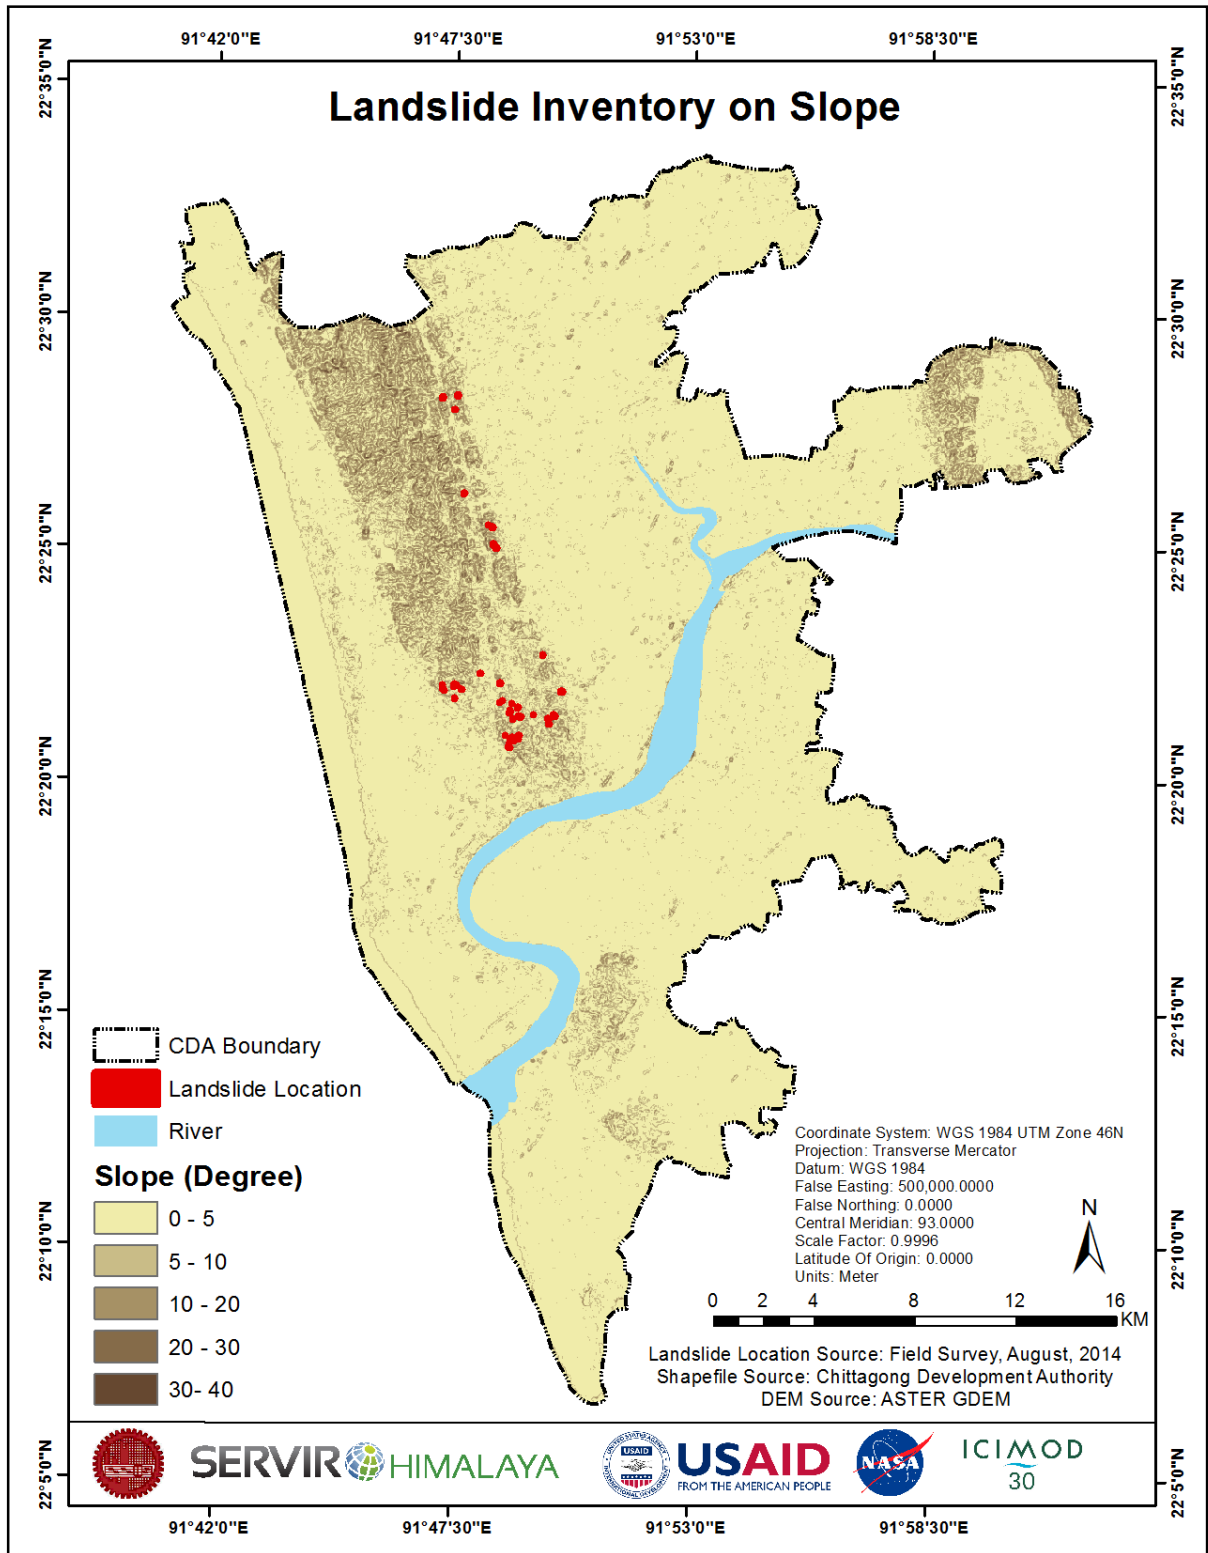 91°42'0"E 91°47'30"E 91°53'0"E 91°58'30"E
22°35'0"N 22°35'0"N
Landslide Inventory on Slope
22°30'0"N 22°30'0"N
22°25'0"N 22°25'0"N
22°20'0"N 22°20'0"N
22°15'0"N 22°15'0"N
CDA Boundary
Landslide Location
River
Slope (Degree)
0 - 5
5 - 10
10 - 20
20 - 30
30- 40
22°10'0"N 22°10'0"N
Coordinate System: WGS 1984 UTM Zone 46N
Projection: Transverse Mercator
Datum: WGS 1984
False Easting: 500,000.0000
False Northing: 0.0000
Central Meridian: 93.0000
Scale Factor: 0.9996
Latitude Of Origin: 0.0000
Units: Meter
N
0 2 4 8 12 16
KM
Landslide Location Source: Field Survey, August, 2014
Shapefile Source: Chittagong Development Authority
DEM Source: ASTER GDEM
SERVIR HIMALAYA
UNITED STATES AGENCY
USAID
INTERNATIONAL DEVELOPMENT
USAID
FROM THE AMERICAN PEOPLE
NASA
ICIMOD
30
22°5'0"N 22°5'0"N
91°42'0"E 91°47'30"E 91°53'0"E 91°58'30"E